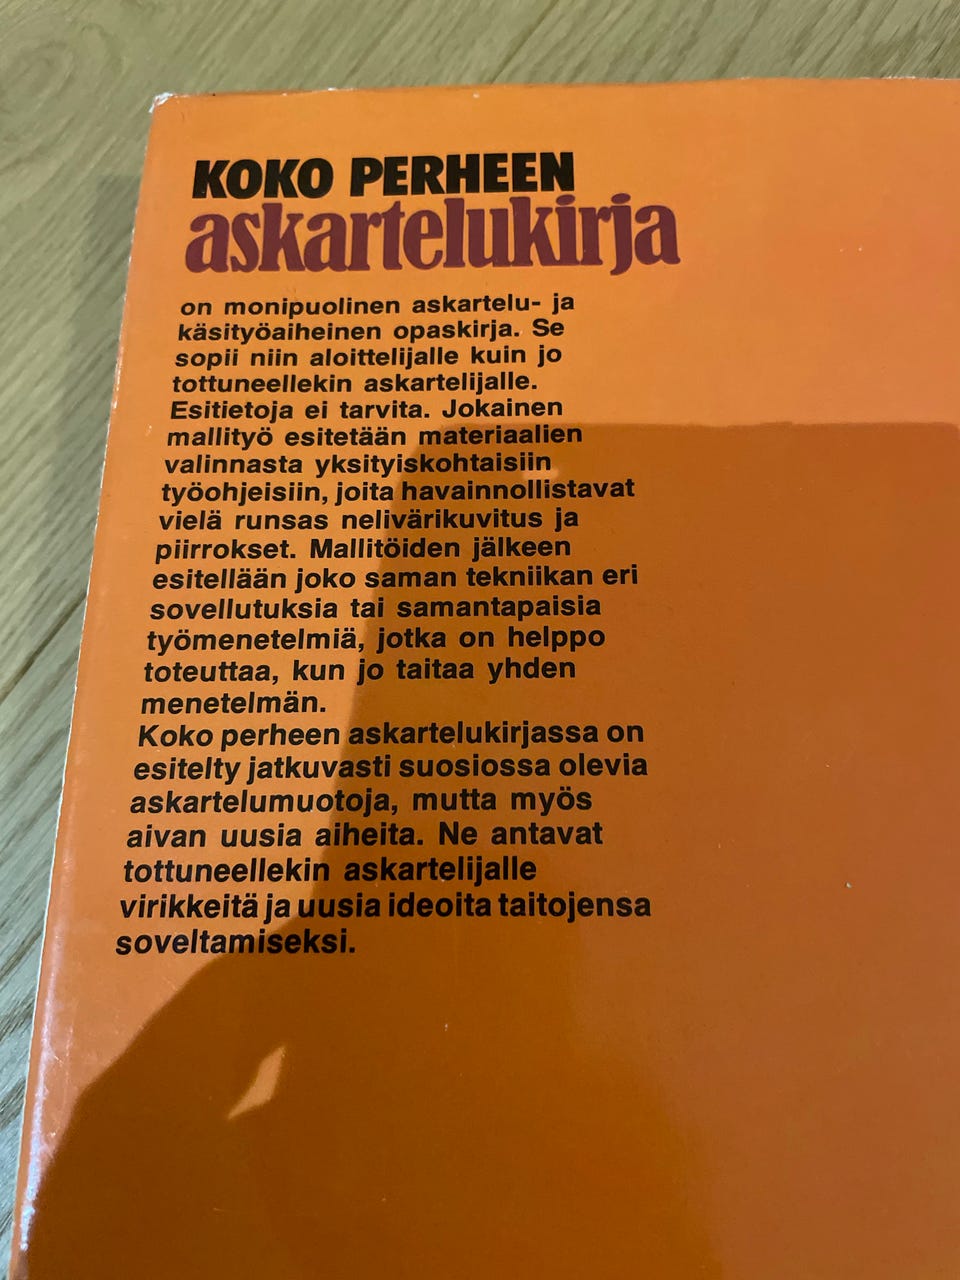 KOKO PERHEEN
askartelukirja
on monipuolinen askartelu- ja
käsityöaiheinen opaskirja. Se
sopii niin aloittelijalle kuin jo
tottuneellekin askartelijalle.
Esitietoja ei tarvita. Jokainen
mallityö esitetään materiaalien
valinnasta yksityiskohtaisiin
työohjeisiin, joita havainnollistavat
vielä runsas nelivärikuvitus ja
piirrokset. Mallitöiden jälkeen
esitellään joko saman tekniikan eri
sovellutuksia tai samantapaisia
työmenetelmiä, jotka on helppo
toteuttaa, kun jo taitaa yhden
menetelmän.
Koko perheen askartelukirjassa on
esitelty jatkuvasti suosiossa olevia
askartelumuotoja, mutta myös
aivan uusia aiheita. Ne antavat
tottuneellekin askartelijalle
virikkeitä ja uusia ideoita taitojensa
soveltamiseksi.